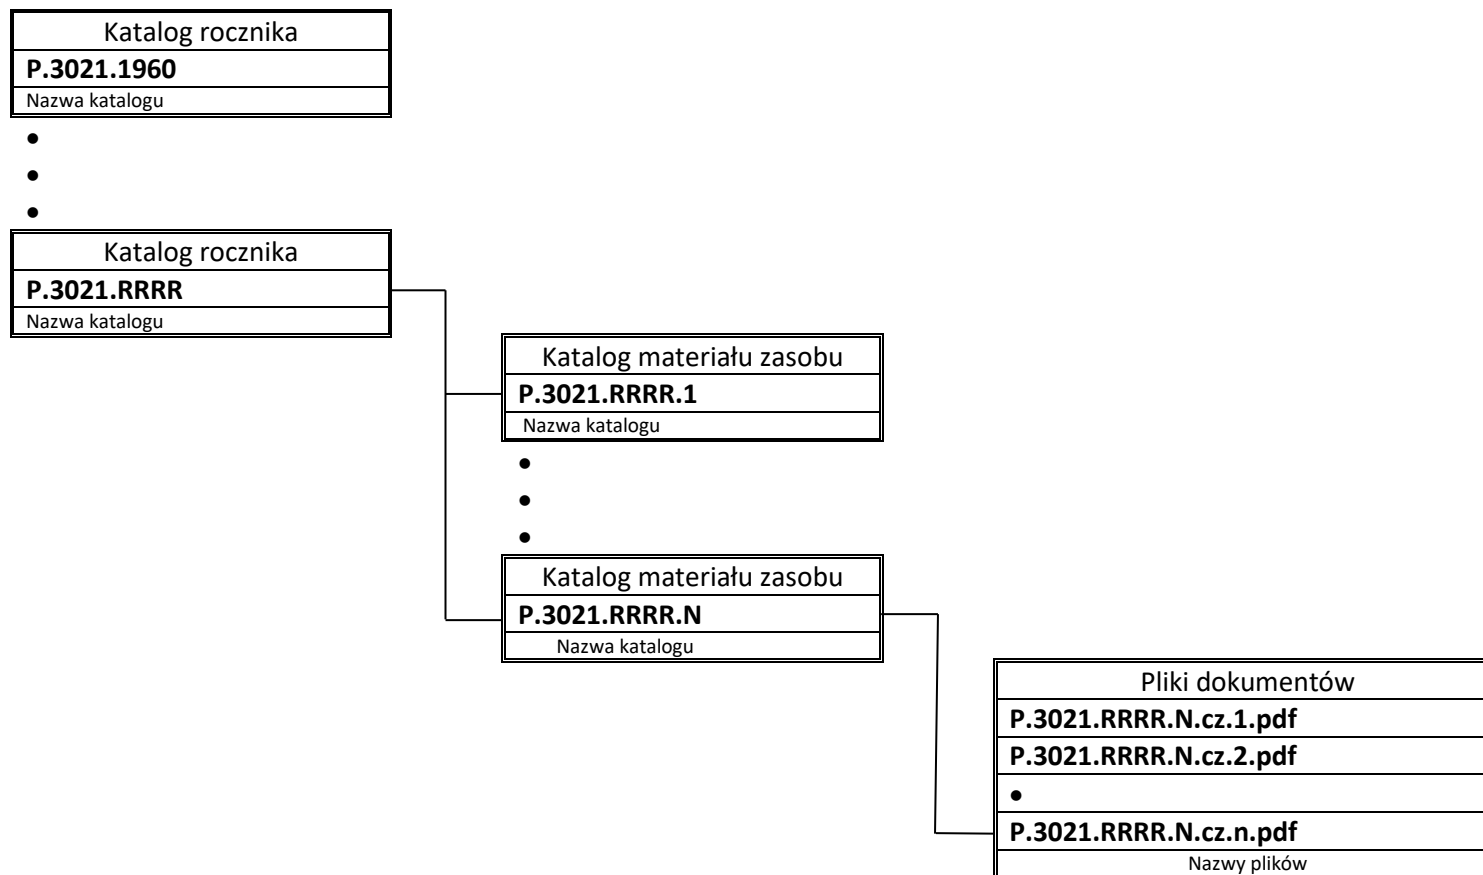 Katalog rocznika
P.3021.1960
Nazwa katalogu
•
•
•
Katalog rocznika
P.3021.RRRR
Nazwa katalogu
Katalog materiału zasobu
P.3021.RRRR.1
Nazwa katalogu
•
•
•
Katalog materiału zasobu
P.3021.RRRR.N
Nazwa katalogu
Pliki dokumentów
P.3021.RRRR.N.cz.1.pdf
P.3021.RRRR.N.cz.2.pdf
•
P.3021.RRRR.N.cz.n.pdf
Nazwy plików